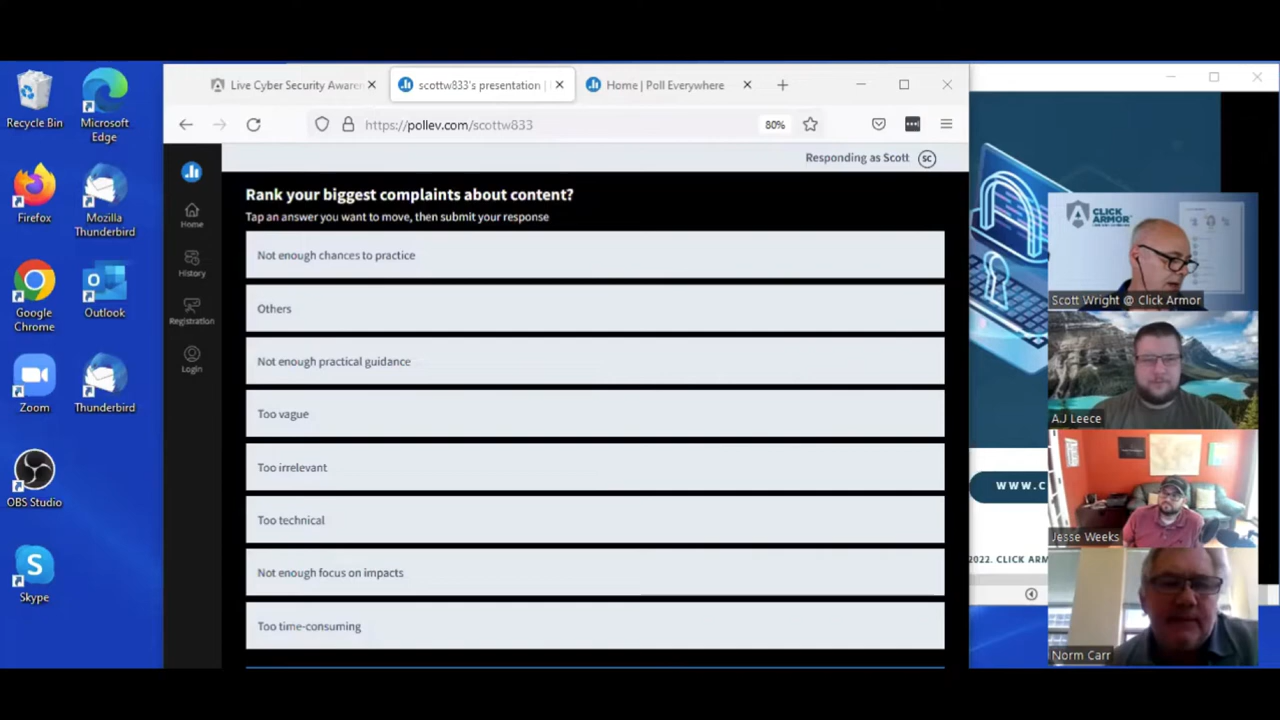 Recycle Bin
Microsoft
Edge
Firefox
Mozilla
Thunderbird
Google
Chrome
Outlook
Zoom
Thunderbird
OBS Studio
Skype
Live Cyber Security Awaren
scottw833's presentation |
Home | Poll Everywhere
https://pollev.com/scottw833
80%
Responding as Scott
SC
Home
History
Registration
Login
Rank your biggest complaints about content?
Tap an answer you want to move, then submit your response
Not enough chances to practice
Others
Not enough practical guidance
Too vague
Too irrelevant
Too technical
Not enough focus on impacts
Too time-consuming
CLICK
ARMOR
Scott Wright @ Click Armor
A.J Leece
Jesse Weeks
Norm Carr
WWW.C
2022. CLICK ARM